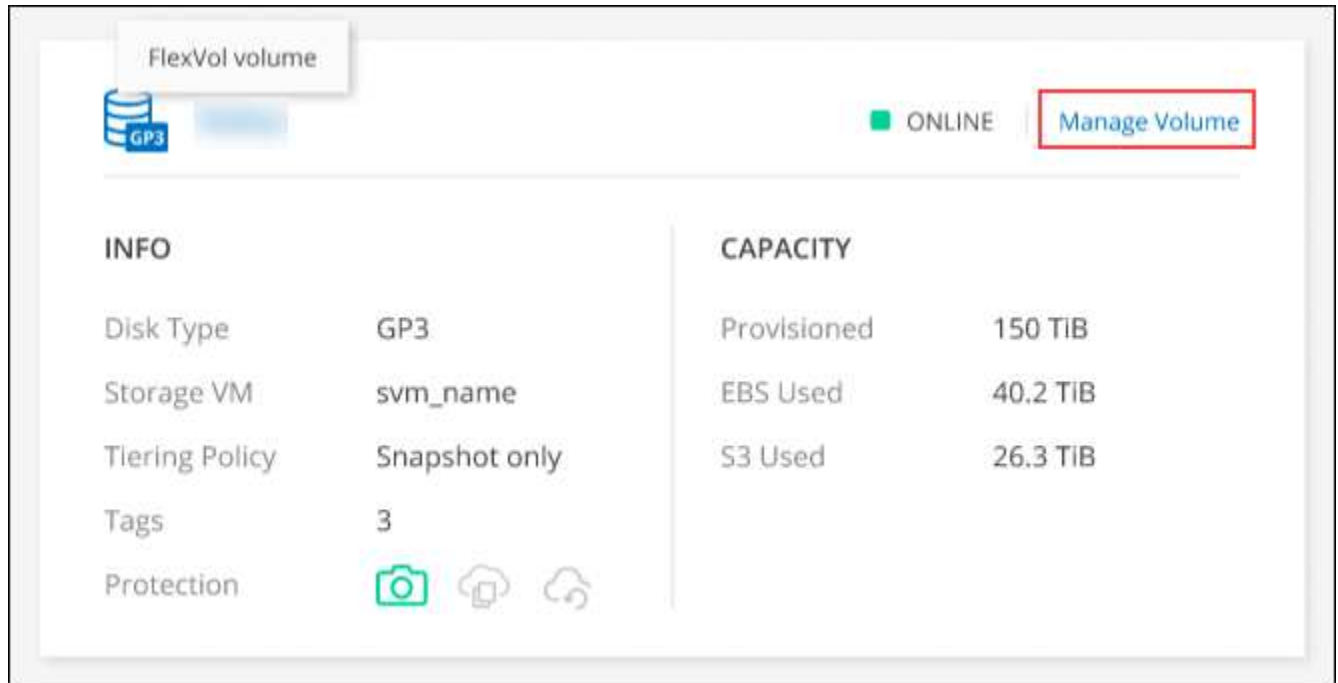 FlexVol volume
GP3
ONLINE
Manage Volume
INFO
Disk Type GP3
Storage VM svm_name
Tiering Policy Snapshot only
Tags 3
Protection
CAPACITY
Provisioned 150 TiB
EBS Used 40.2 TiB
S3 Used 26.3 TiB